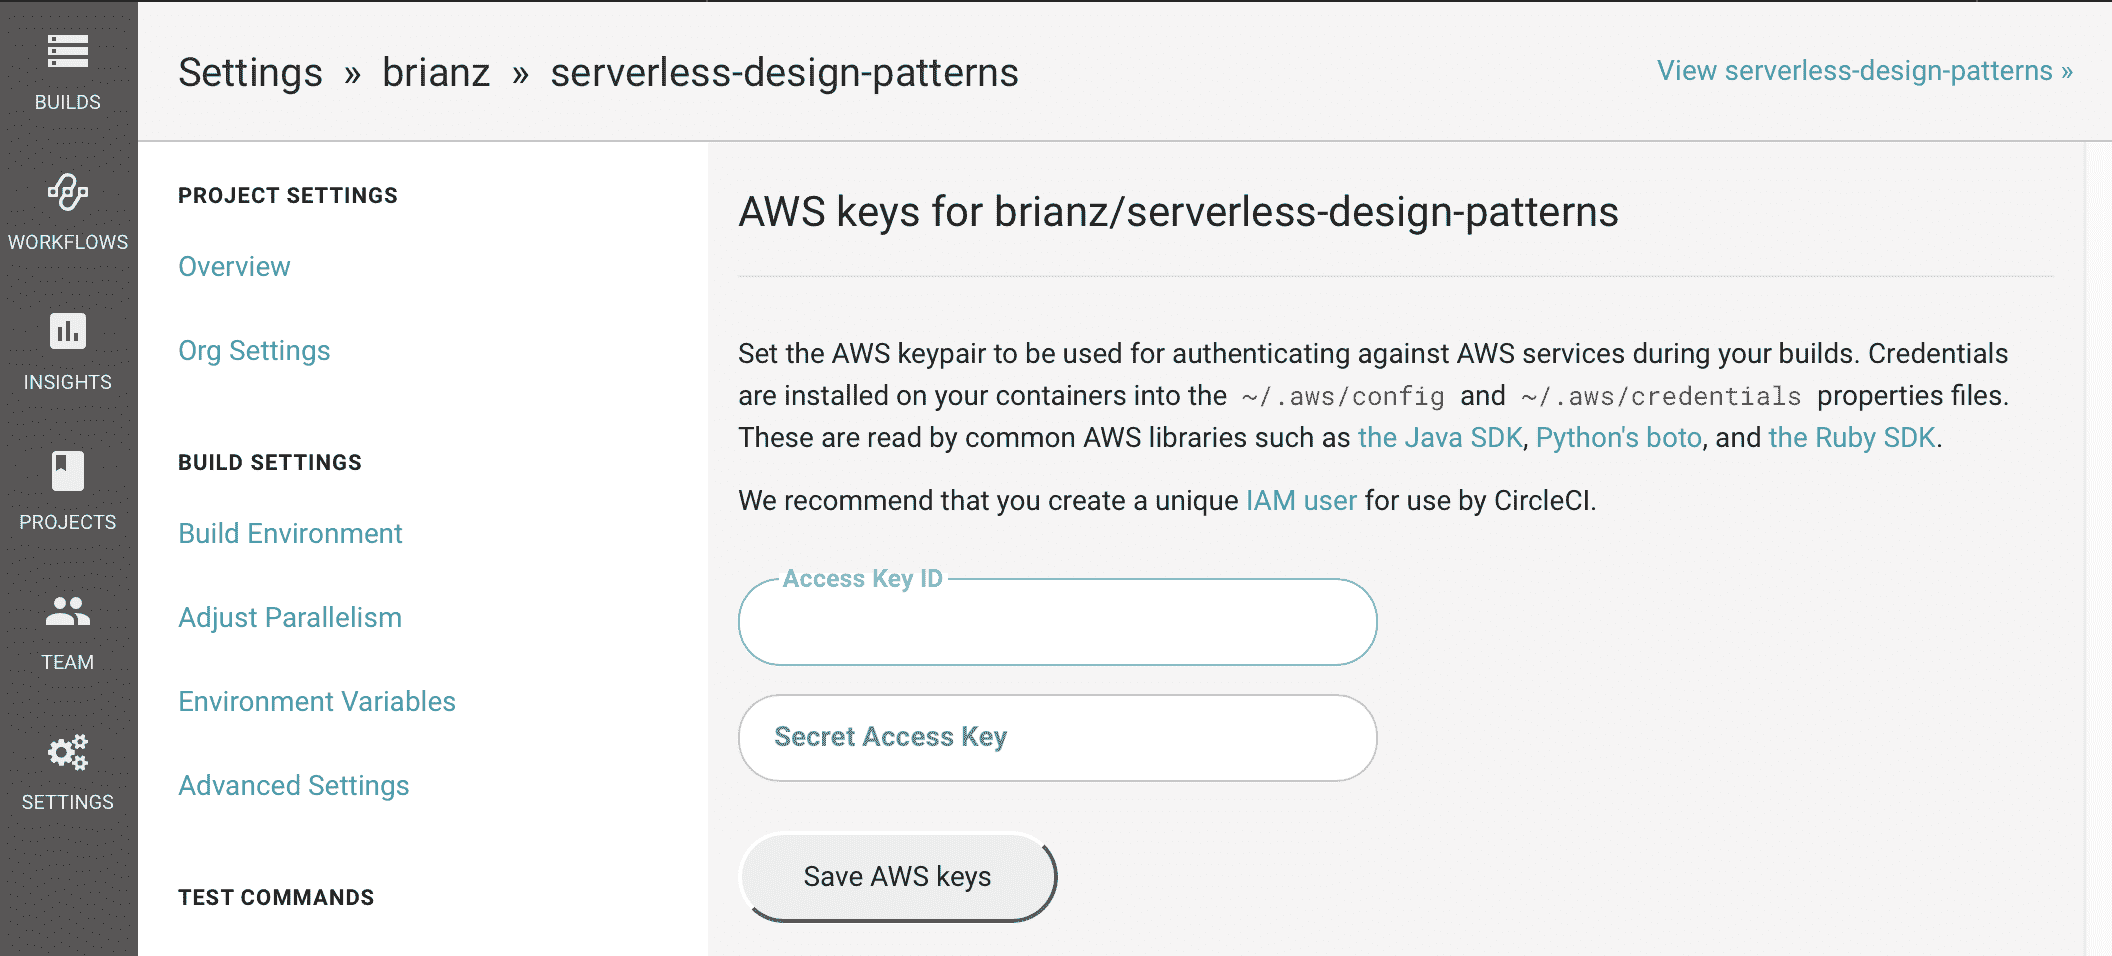 BUILDS
WORKFLOWS
INSIGHTS
PROJECTS
TEAM
SETTINGS
Settings » brianz » serverless-design-patterns
View serverless-design-patterns »
PROJECT SETTINGS
Overview
Org Settings
BUILD SETTINGS
Build Environment
Adjust Parallelism
Environment Variables
Advanced Settings
TEST COMMANDS
AWS keys for brianz/serverless-design-patterns
Set the AWS keypair to be used for authenticating against AWS services during your builds. Credentials
are installed on your containers into the ~/.aws/config and ~/.aws/credentials properties files.
These are read by common AWS libraries such as the Java SDK, Python's boto, and the Ruby SDK.
We recommend that you create a unique IAM user for use by CircleCI.
Access Key ID
Secret Access Key
Save AWS keys